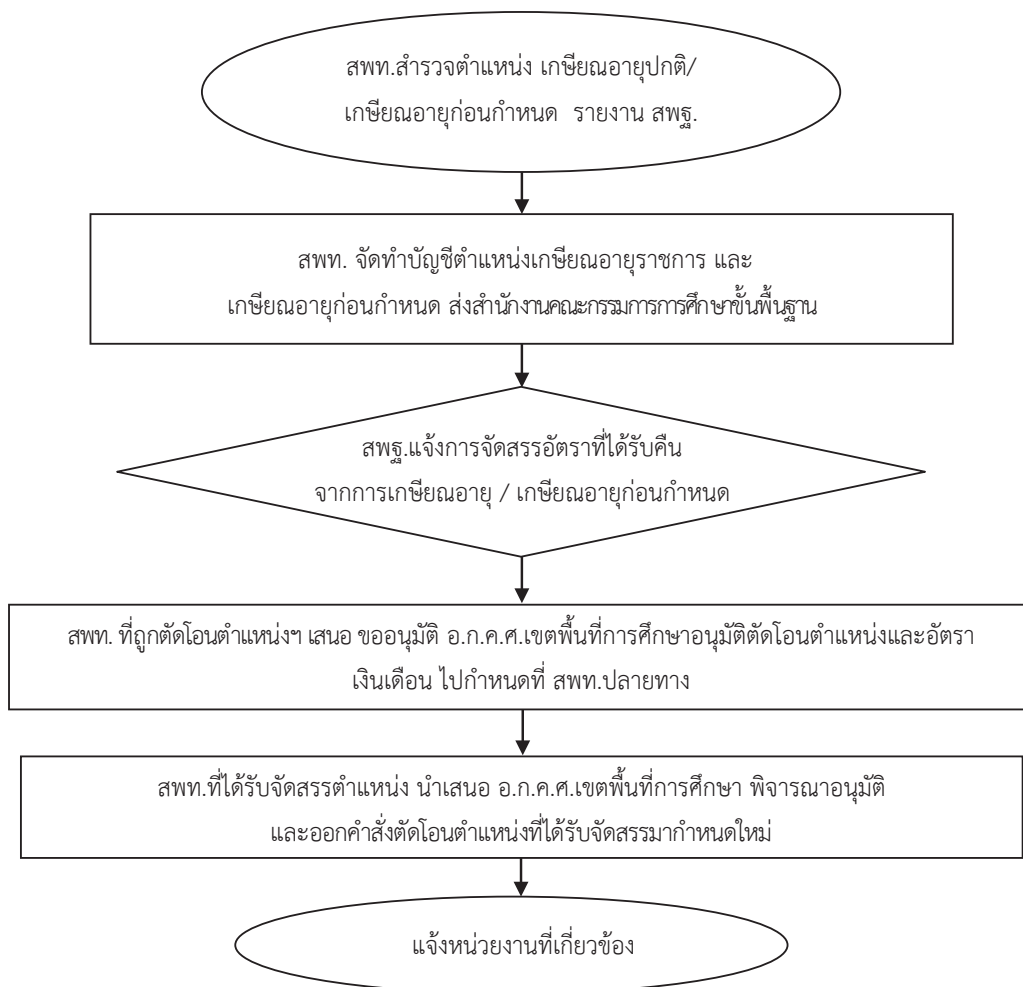 สพท.สำรวจตำแหน่ง เกษียณอายุปกติ/
เกษียณอายุก่อนกำหนด รายงาน สพฐ.
สพท. จัดทำบัญชีตำแหน่งเกษียณอายุราชการ และ
เกษียณอายุก่อนกำหนด ส่งสำนักงานคณะกรรมการการศึกษาขั้นพื้นฐาน
สพฐ.แจ้งการจัดสรรอัตราที่ได้รับคืน
จากการเกษียณอายุ / เกษียณอายุก่อนกำหนด
สพท. ที่ถูกตัดโอนตำแหน่งฯ เสนอ ขออนุมัติ อ.ก.ค.ศ.เขตพื้นที่การศึกษาอนุมัติตัดโอนตำแหน่งและอัตรา
เงินเดือน ไปกำหนดที่ สพท.ปลายทาง
สพท.ที่ได้รับจัดสรรตำแหน่ง นำเสนอ อ.ก.ค.ศ.เขตพื้นที่การศึกษา พิจารณาอนุมัติ
และออกคำสั่งตัดโอนตำแหน่งที่ได้รับจัดสรรมากำหนดใหม่
แจ้งหน่วยงานที่เกี่ยวข้อง